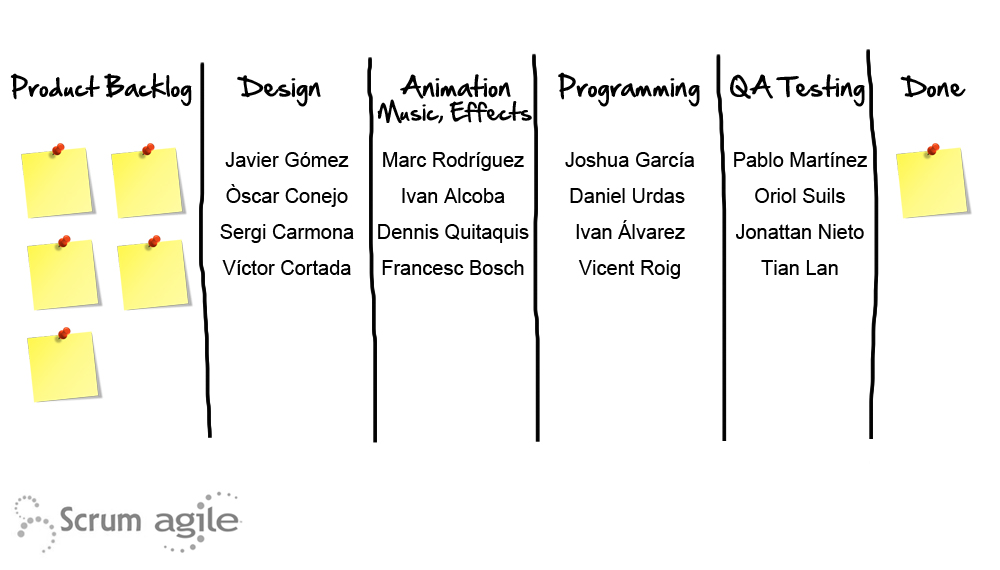 Product Backlog
Design
Animation
Music, Effects
Programming
QA Testing
Done
Javier Gómez
Òscar Conejo
Sergi Carmona
Víctor Cortada
Marc Rodríguez
Ivan Alcoba
Dennis Quitaquis
Francesc Bosch
Joshua García
Daniel Urdas
Ivan Álvarez
Vicent Roig
Pablo Martínez
Oriol Suils
Jonattan Nieto
Tian Lan
Scrum agile